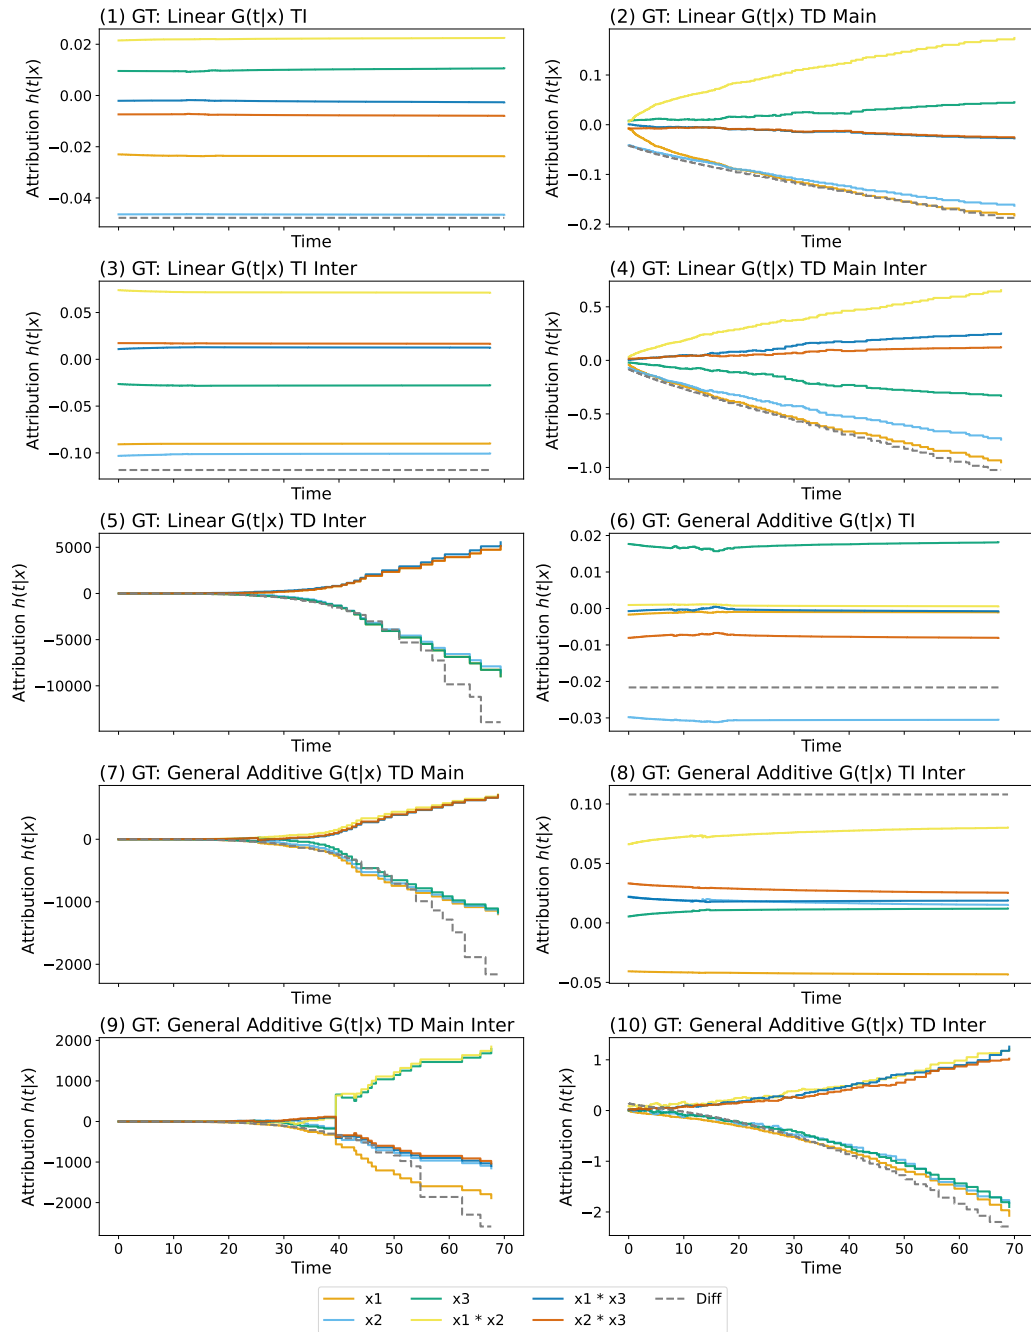 (1) GT: Linear G(t|x) TI
0.02
0.00
−0.02
−0.04
Attribution h(t|x)
Time
(2) GT: Linear G(t|x) TD Main
0.1
0.0
−0.1
−0.2
Attribution h(t|x)
Time
(3) GT: Linear G(t|x) TI Inter
0.05
0.00
−0.05
−0.10
Attribution h(t|x)
Time
(4) GT: Linear G(t|x) TD Main Inter
0.5
0.0
−0.5
−1.0
Attribution h(t|x)
Time
(5) GT: Linear G(t|x) TD Inter
5000
0
−5000
−10000
Attribution h(t|x)
Time
(6) GT: General Additive G(t|x) TI
0.02
0.01
0.00
−0.01
−0.02
−0.03
Attribution h(t|x)
Time
(7) GT: General Additive G(t|x) TD Main
0
−1000
−2000
Attribution h(t|x)
Time
(8) GT: General Additive G(t|x) TI Inter
0.10
0.05
0.00
−0.05
Attribution h(t|x)
Time
(9) GT: General Additive G(t|x) TD Main Inter
2000
1000
0
−1000
−2000
Attribution h(t|x)
0 10 20 30 40 50 60 70
Time
(10) GT: General Additive G(t|x) TD Inter
1
0
−1
−2
Attribution h(t|x)
0 10 20 30 40 50 60 70
Time
x1 x3 x1 * x3 Diff
x2 x1 * x2 x2 * x3